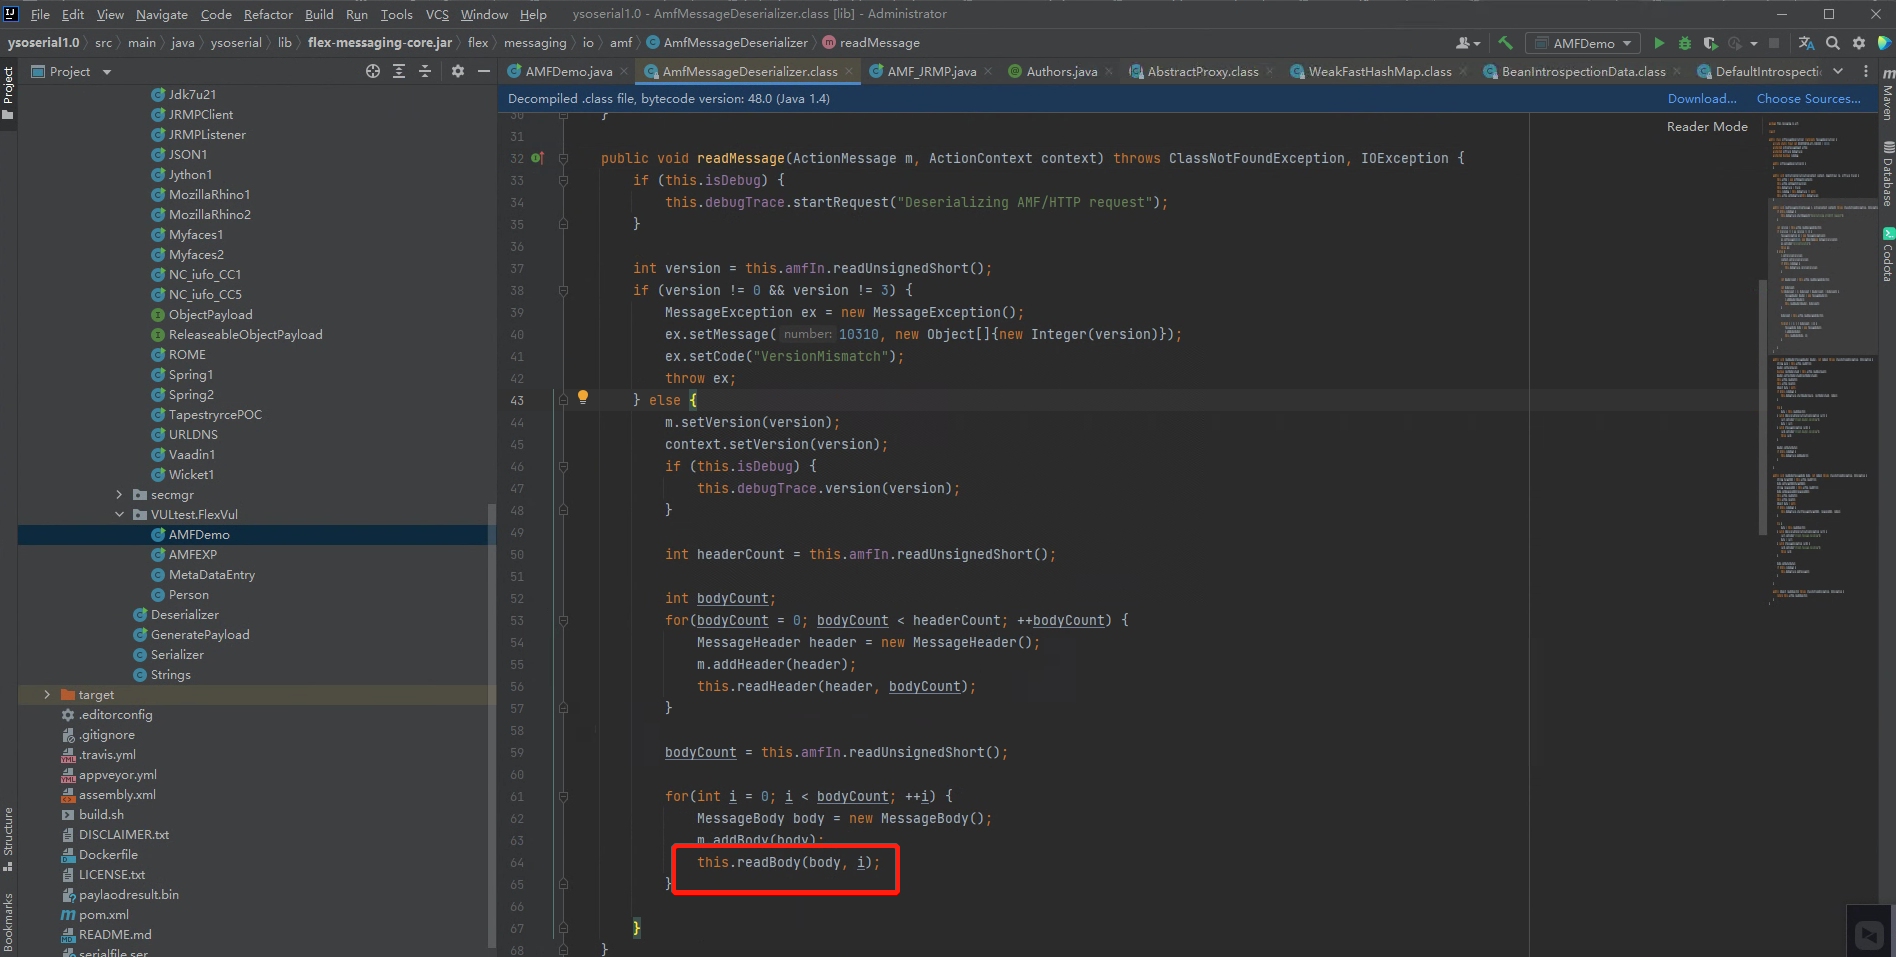 File Edit View Navigate Code Refactor Build Run Tools VCS Window Help ysoserial1.0 - AmfMessageDeserializer.class [lib] - Administrator
ysoserial1.0 src main java ysoserial lib flex-messaging-core.jar flex messaging io amf AmfMessageDeserializer readMessage AMFDemo
Project
AMFDemo.java AmfMessageDeserializer.class AMF_JRMP.java Authors.java AbstractProxy.class WeakFastHashMap.class BeanIntrospectionData.class DefaultIntrospecti
Decompiled .class file, bytecode version: 48.0 (Java 1.4) Download... Choose Sources...
Reader Mode
Project
Structure
Bookmarks
Maven
Database
Codota
Jdk7u21
JRMPClient
JRMPListener
JSON1
Jython1
MozillaRhino1
MozillaRhino2
Myfaces1
Myfaces2
NC_iufo_CC1
NC_iufo_CC5
ObjectPayload
ReleaseableObjectPayload
ROME
Spring1
Spring2
TapestryrcePOC
URLDNS
Vaadin1
Wicket1
secmgr
VULtest.FlexVul
AMFDemo
AMFEXP
MetaDataEntry
Person
Deserializer
GeneratePayload
Serializer
Strings
target
.editorconfig
.gitignore
.travis.yml
appveyor.yml
assembly.xml
build.sh
DISCLAIMER.txt
Dockerfile
LICENSE.txt
paylaodresult.bin
pom.xml
README.md
serialfile.ser
30 }
31
32 public void readMessage(ActionMessage m, ActionContext context) throws ClassNotFoundException, IOException {
33 if (this.isDebug) {
34 this.debugTrace.startRequest("Deserializing AMF/HTTP request");
35 }
36
37 int version = this.amfIn.readUnsignedShort();
38 if (version != 0 && version != 3) {
39 MessageException ex = new MessageException();
40 ex.setMessage( number: 10310, new Object[]{new Integer(version)});
41 ex.setCode("VersionMismatch");
42 throw ex;
43 } else {
44 m.setVersion(version);
45 context.setVersion(version);
46 if (this.isDebug) {
47 this.debugTrace.version(version);
48 }
49
50 int headerCount = this.amfIn.readUnsignedShort();
51
52 int bodyCount;
53 for(bodyCount = 0; bodyCount < headerCount; ++bodyCount) {
54 MessageHeader header = new MessageHeader();
55 m.addHeader(header);
56 this.readHeader(header, bodyCount);
57 }
58
59 bodyCount = this.amfIn.readUnsignedShort();
60
61 for(int i = 0; i < bodyCount; ++i) {
62 MessageBody body = new MessageBody();
63 m.addBody(body);
64 this.readBody(body, i);
65 }
66
67 }
68 }